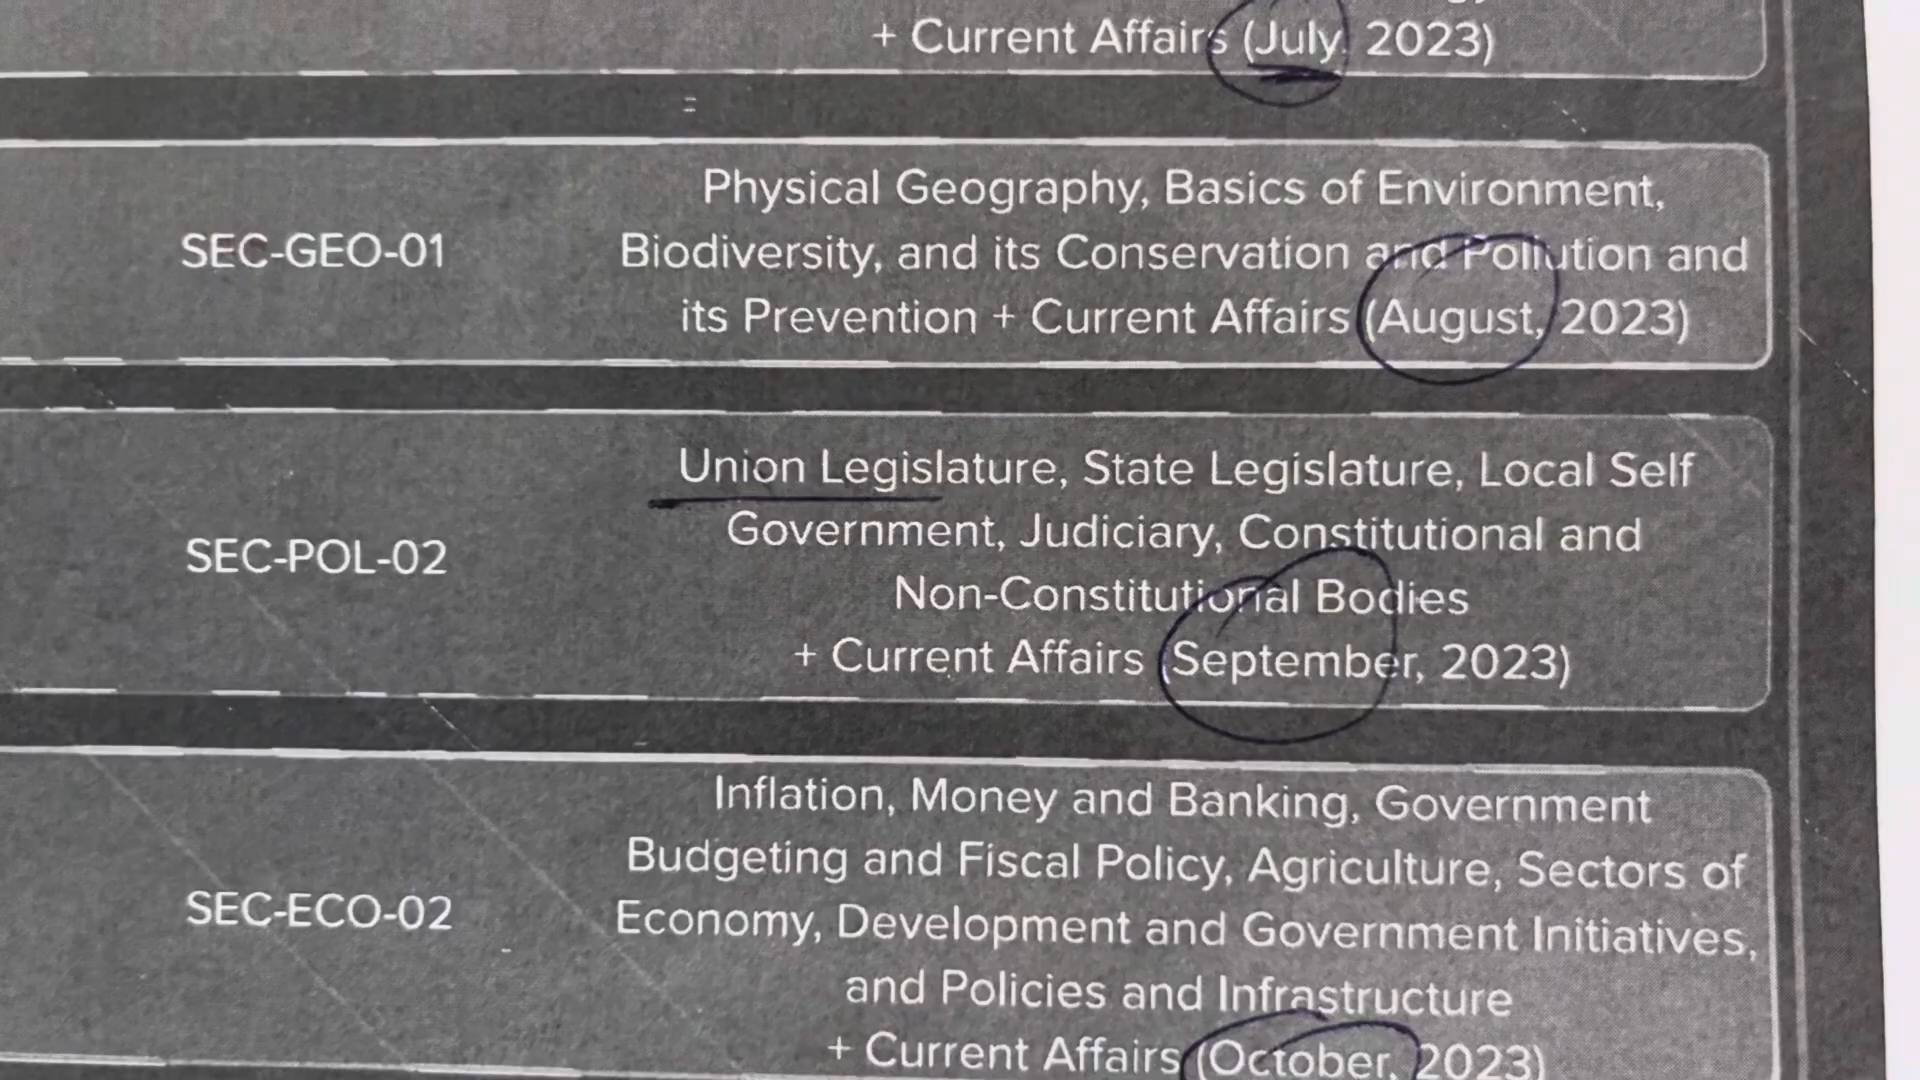 + Current Affairs (July, 2023)
SEC-GEO-01
Physical Geography, Basics of Environment,
Biodiversity, and its Conservation and Pollution and
its Prevention + Current Affairs (August, 2023)
SEC-POL-02
Union Legislature, State Legislature, Local Self
Government, Judiciary, Constitutional and
Non-Constitutional Bodies
+ Current Affairs (September, 2023)
SEC-ECO-02
Inflation, Money and Banking, Government
Budgeting and Fiscal Policy, Agriculture, Sectors of
Economy, Development and Government Initiatives,
and Policies and Infrastructure
+ Current Affairs (October, 2023)